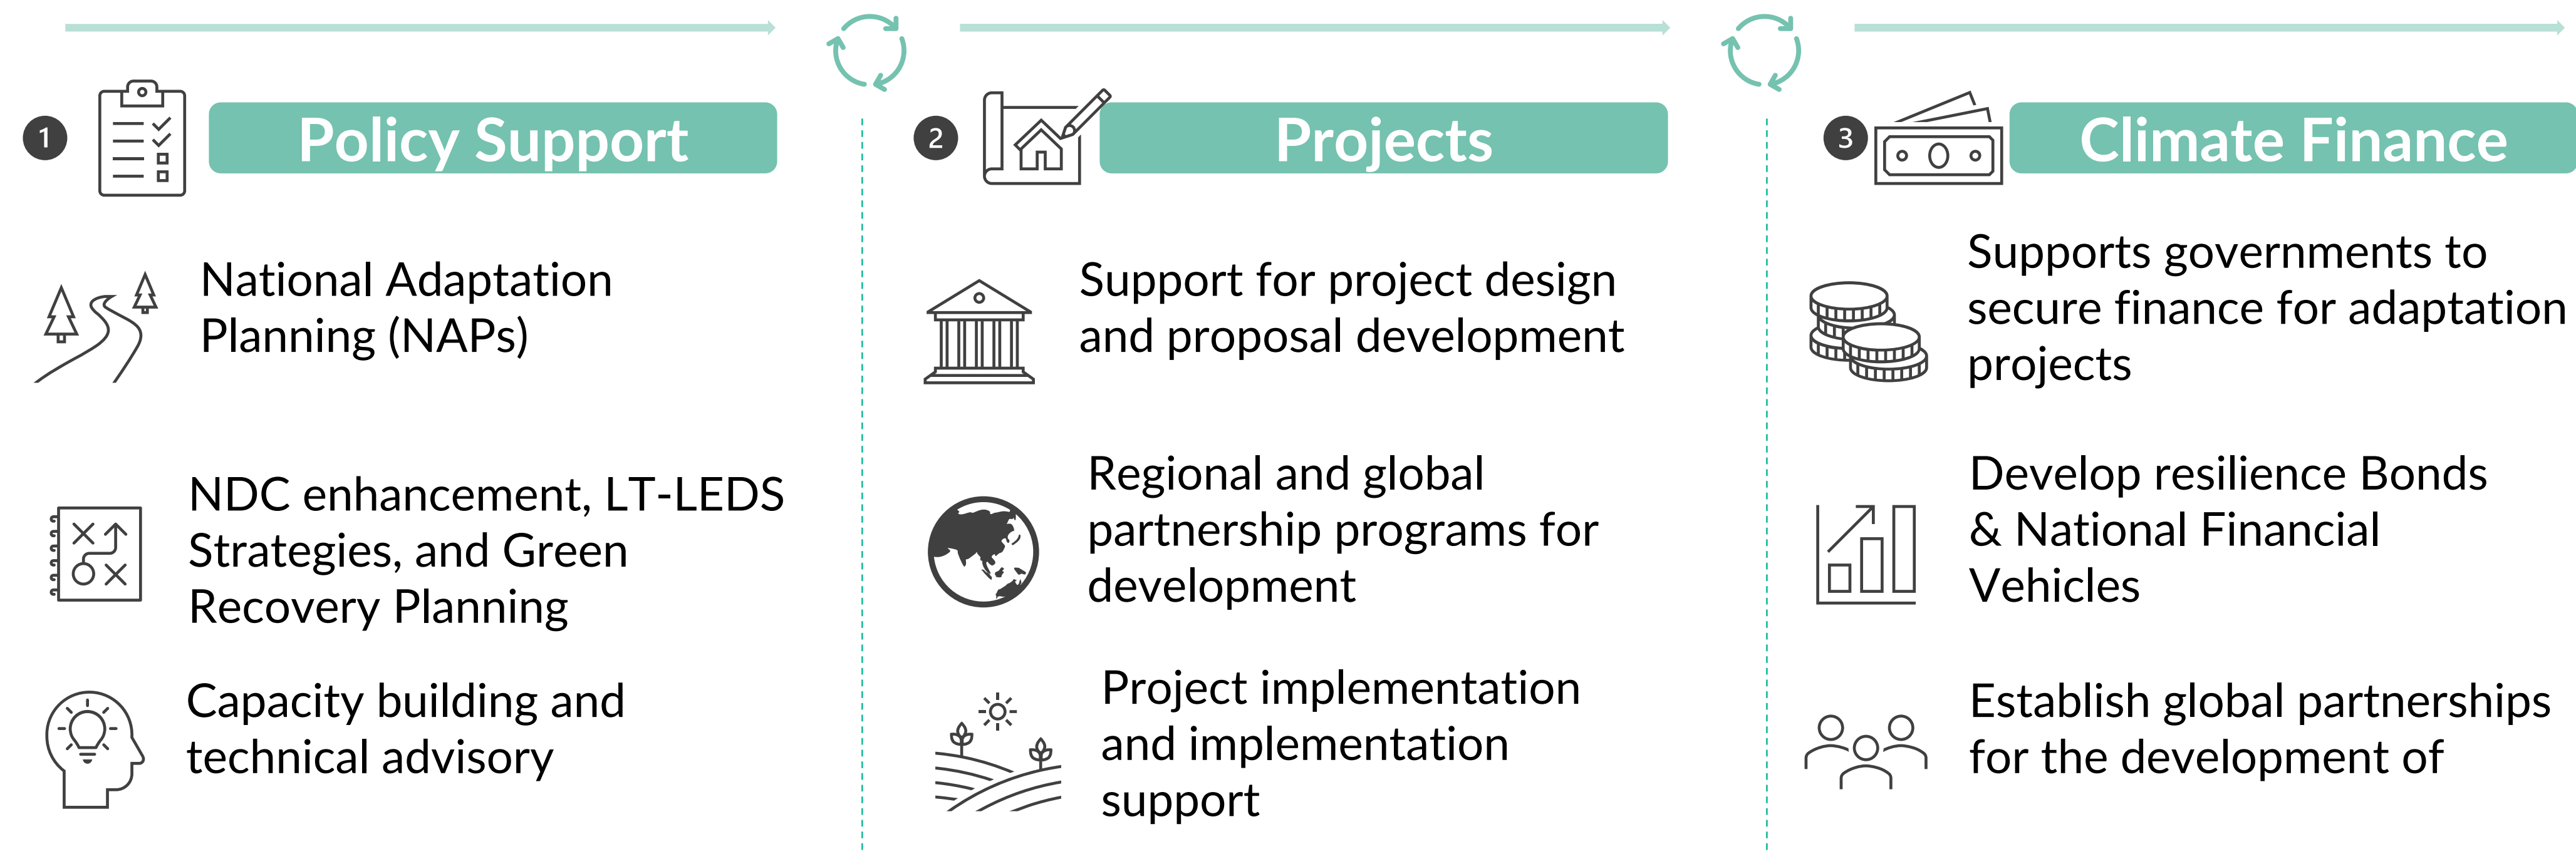 1
Policy Support
National Adaptation
Planning (NAPs)
NDC enhancement, LT-LEDS
Strategies, and Green
Recovery Planning
Capacity building and
technical advisory
2
Projects
Support for project design
and proposal development
Regional and global
partnership programs for
development
Project implementation
and implementation
support
3
Climate Finance
Supports governments to
secure finance for adaptation
projects
Develop resilience Bonds
& National Financial
Vehicles
Establish global partnerships
for the development of